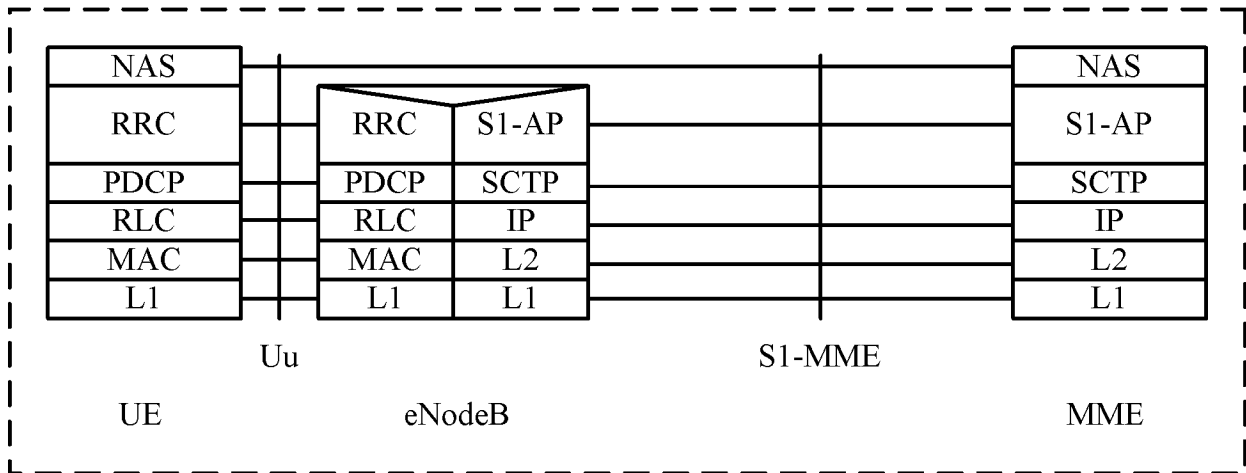 NAS NAS
RRC RRC S1-AP S1-AP
PDCP PDCP SCTP SCTP
RLC RLC IP IP
MAC MAC L2 L2
L1 L1 L1 L1
Uu S1-MME
UE eNodeB MME